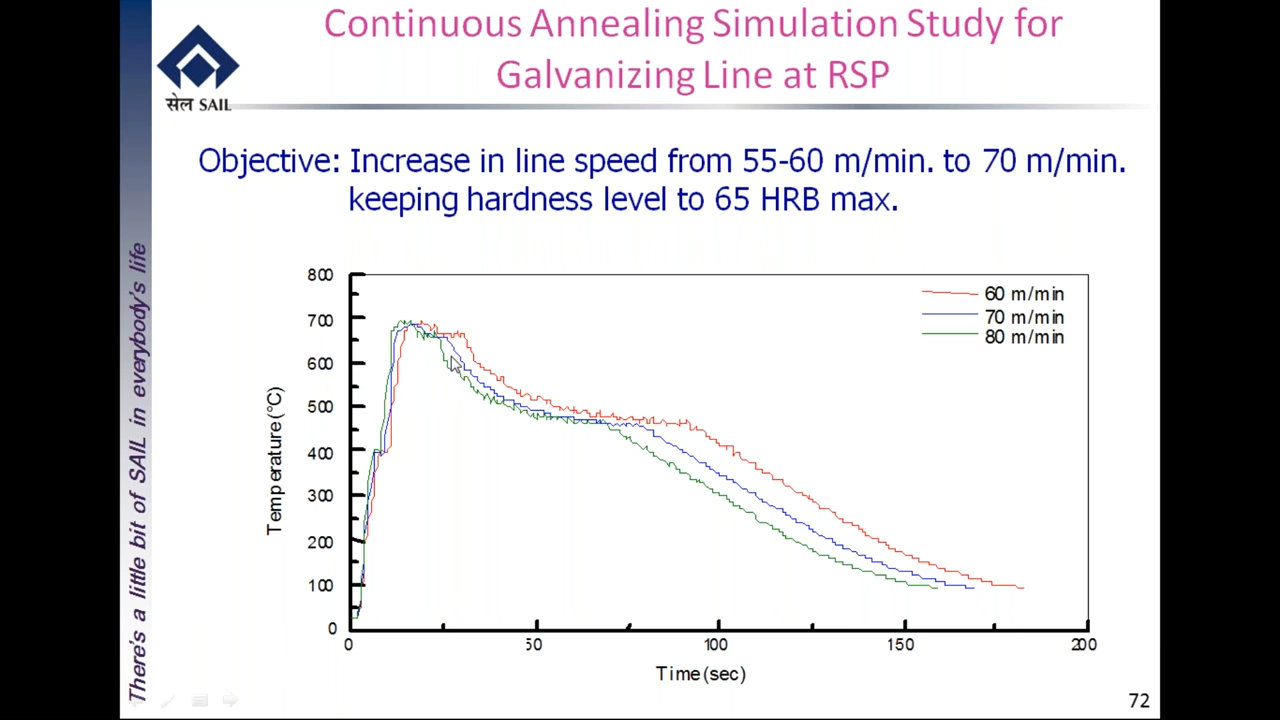 Continuous Annealing Simulation Study for
Galvanizing Line at RSP
सेल SAIL
There's a little bit of SAIL in everybody's life
Objective: Increase in line speed from 55-60 m/min. to 70 m/min.
keeping hardness level to 65 HRB max.
800
700
600
500
400
300
200
100
0
Temperature (°C)
60 m/min
70 m/min
80 m/min
0 50 100 150 200
Time (sec)
72